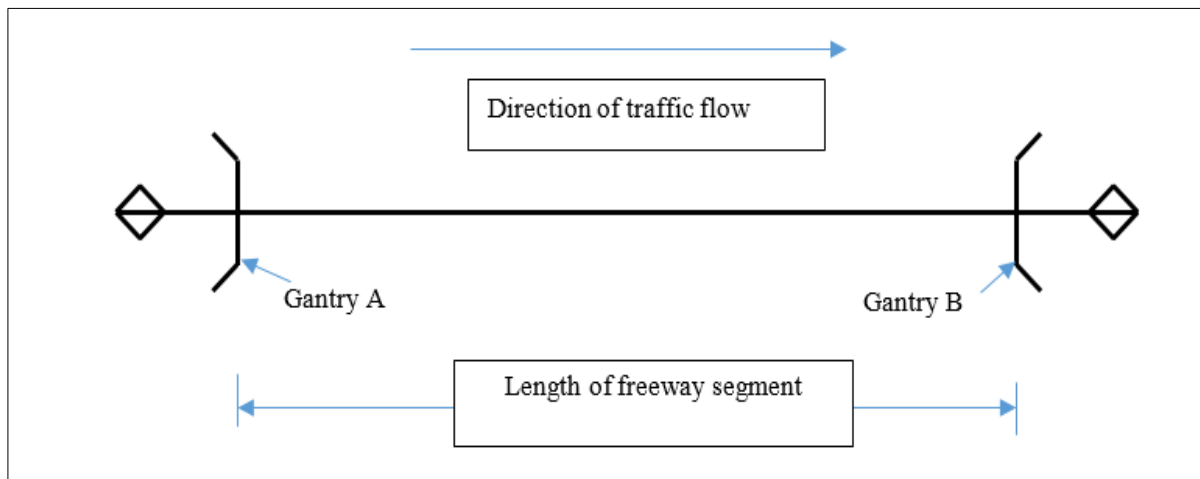 Direction of traffic flow
Gantry A
Gantry B
Length of freeway segment